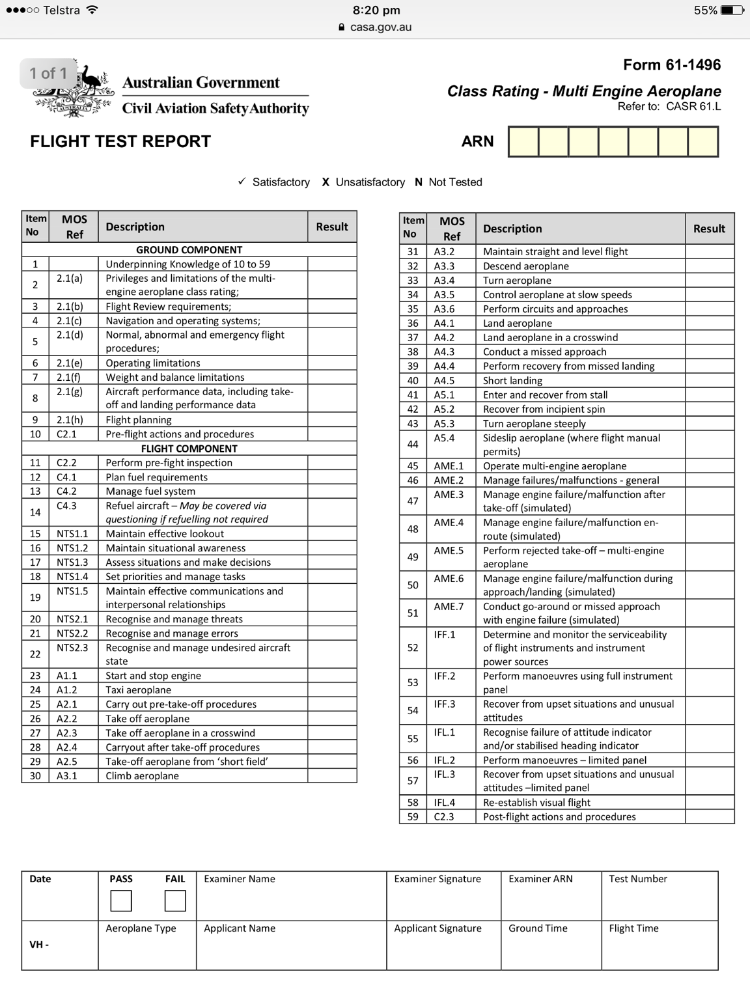 Telstra 8:20 pm 55%
casa.gov.au
1 of 1
AUSTRALIA
Australian Government
Civil Aviation Safety Authority
Form 61-1496
Class Rating - Multi Engine Aeroplane
Refer to: CASR 61.L
FLIGHT TEST REPORT
ARN
✓ Satisfactory X Unsatisfactory N Not Tested
Item No MOS Ref Description Result
GROUND COMPONENT
1 Underpinning Knowledge of 10 to 59
2 2.1(a) Privileges and limitations of the multi-
engine aeroplane class rating;
3 2.1(b) Flight Review requirements;
4 2.1(c) Navigation and operating systems;
5 2.1(d) Normal, abnormal and emergency flight
procedures;
6 2.1(e) Operating limitations
7 2.1(f) Weight and balance limitations
8 2.1(g) Aircraft performance data, including take-
off and landing performance data
9 2.1(h) Flight planning
10 C2.1 Pre-flight actions and procedures
FLIGHT COMPONENT
11 C2.2 Perform pre-fight inspection
12 C4.1 Plan fuel requirements
13 C4.2 Manage fuel system
14 C4.3 Refuel aircraft – May be covered via
questioning if refuelling not required
15 NTS1.1 Maintain effective lookout
16 NTS1.2 Maintain situational awareness
17 NTS1.3 Assess situations and make decisions
18 NTS1.4 Set priorities and manage tasks
19 NTS1.5 Maintain effective communications and
interpersonal relationships
20 NTS2.1 Recognise and manage threats
21 NTS2.2 Recognise and manage errors
22 NTS2.3 Recognise and manage undesired aircraft
state
23 A1.1 Start and stop engine
24 A1.2 Taxi aeroplane
25 A2.1 Carry out pre-take-off procedures
26 A2.2 Take off aeroplane
27 A2.3 Take off aeroplane in a crosswind
28 A2.4 Carryout after take-off procedures
29 A2.5 Take-off aeroplane from ‘short field’
30 A3.1 Climb aeroplane
Item No MOS Ref Description Result
31 A3.2 Maintain straight and level flight
32 A3.3 Descend aeroplane
33 A3.4 Turn aeroplane
34 A3.5 Control aeroplane at slow speeds
35 A3.6 Perform circuits and approaches
36 A4.1 Land aeroplane
37 A4.2 Land aeroplane in a crosswind
38 A4.3 Conduct a missed approach
39 A4.4 Perform recovery from missed landing
40 A4.5 Short landing
41 A5.1 Enter and recover from stall
42 A5.2 Recover from incipient spin
43 A5.3 Turn aeroplane steeply
44 A5.4 Sideslip aeroplane (where flight manual
permits)
45 AME.1 Operate multi-engine aeroplane
46 AME.2 Manage failures/malfunctions - general
47 AME.3 Manage engine failure/malfunction after
take-off (simulated)
48 AME.4 Manage engine failure/malfunction en-
route (simulated)
49 AME.5 Perform rejected take-off – multi-engine
aeroplane
50 AME.6 Manage engine failure/malfunction during
approach/landing (simulated)
51 AME.7 Conduct go-around or missed approach
with engine failure (simulated)
52 IFF.1 Determine and monitor the serviceability
of flight instruments and instrument
power sources
53 IFF.2 Perform manoeuvres using full instrument
panel
54 IFF.3 Recover from upset situations and unusual
attitudes
55 IFL.1 Recognise failure of attitude indicator
and/or stabilised heading indicator
56 IFL.2 Perform manoeuvres – limited panel
57 IFL.3 Recover from upset situations and unusual
attitudes –limited panel
58 IFL.4 Re-establish visual flight
59 C2.3 Post-flight actions and procedures
Date PASS FAIL Examiner Name Examiner Signature Examiner ARN Test Number
VH - Aeroplane Type Applicant Name Applicant Signature Ground Time Flight Time